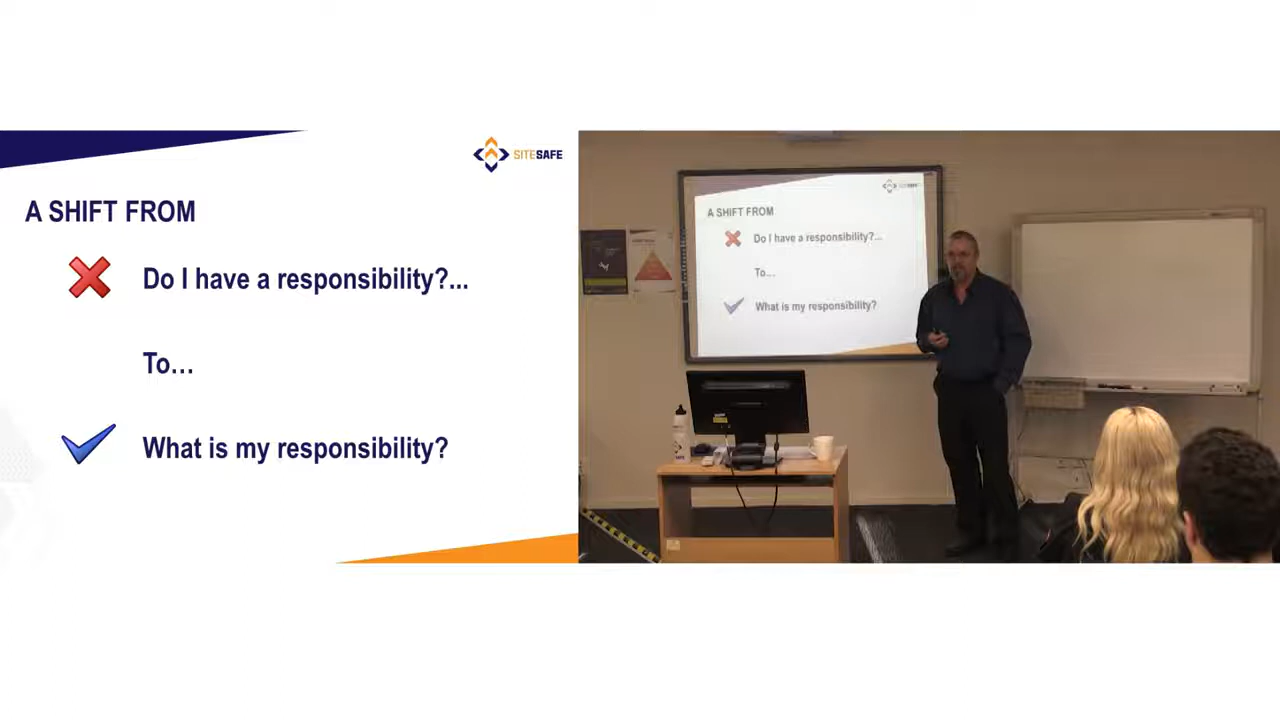 SITESAFE
A SHIFT FROM
Do I have a responsibility?...
To...
What is my responsibility?
A SHIFT FROM
Do I have a responsibility?...
To...
What is my responsibility?